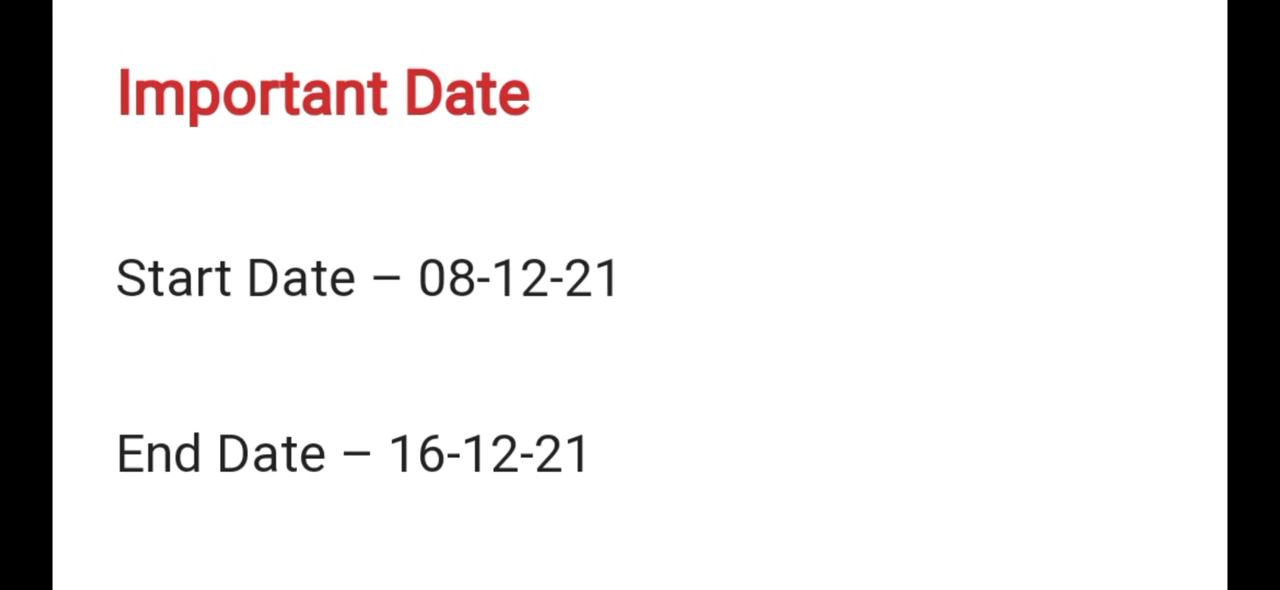 Important Date
Start Date – 08-12-21
End Date – 16-12-21